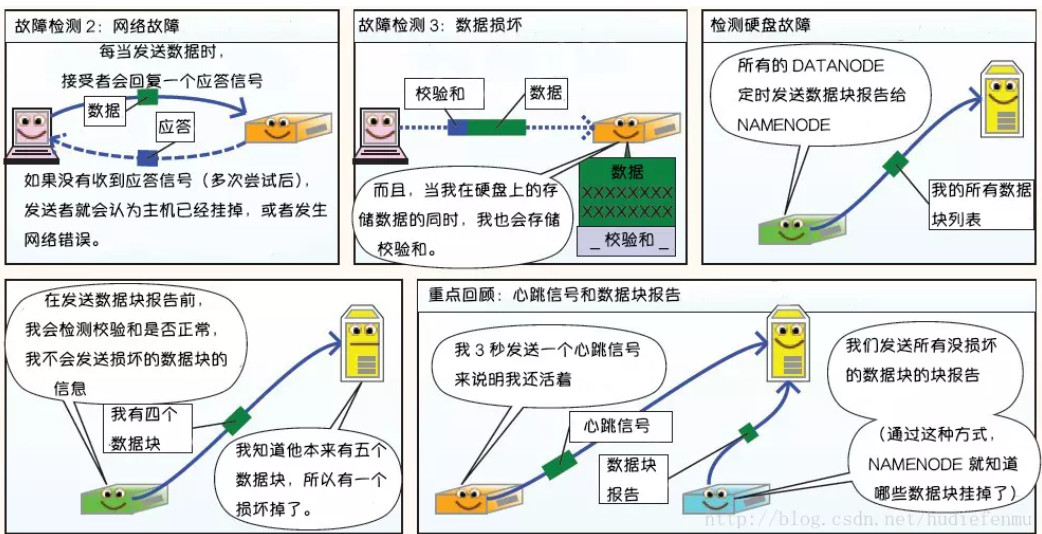 故障检测 2：网络故障
每当发送数据时，
接受者会回复一个应答信号
数据
应答
如果没有收到应答信号（多次尝试后），
发送者就会认为主机已经挂掉，或者发生
网络错误。
故障检测 3：数据损坏
校验和
数据
而且，当我在硬盘上的存
储数据的同时，我也会存储
校验和。
数据
XXXXXXXX
XXXXXXXX
_ 校验和 _
检测硬盘故障
所有的 DATANODE
定时发送数据块报告给
NAMENODE
我的所有数据
块列表
在发送数据块报告前，
我会检测校验和是否正常，
我不会发送损坏的数据块的
信息
我有四个
数据块
我知道他本来有五个
数据块，所以有一个
损坏掉了。
重点回顾：心跳信号和数据块报告
我 3 秒发送一个心跳信号
来说明我还活着
心跳信号
数据块
报告
我们发送所有没损坏
的数据块的块报告
（通过这种方式，
NAMENODE 就知道
哪些数据块挂掉了）
http://blog.csdn.net/hudiefenmu